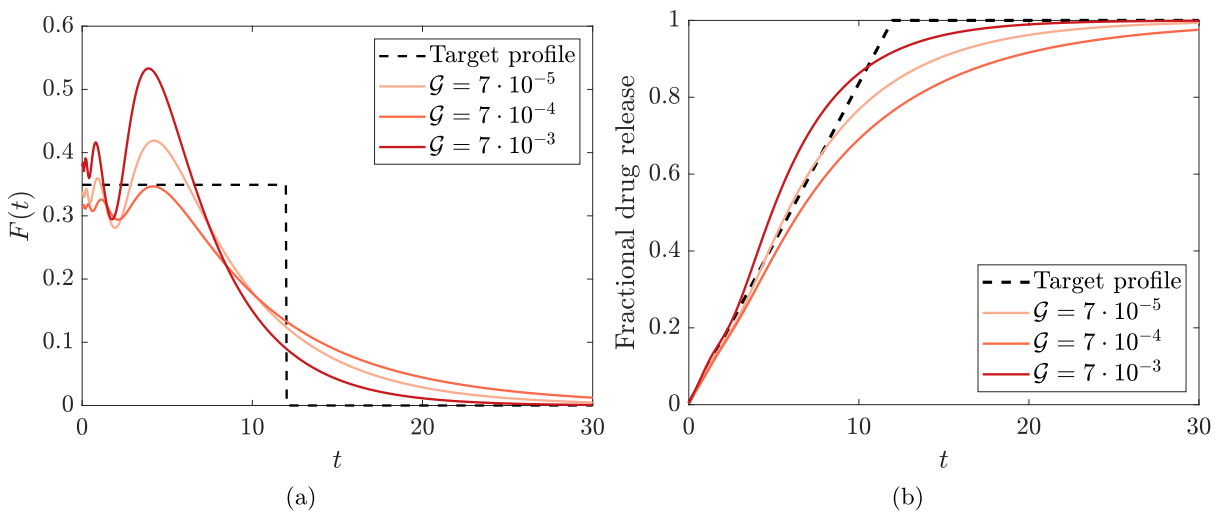 0.6
0.5
0.4
0.3
0.2
0.1
0
F(t)
Target profile
𝒢 = 7 · 10⁻⁵
𝒢 = 7 · 10⁻⁴
𝒢 = 7 · 10⁻³
0 10 20 30
t
(a)
1
0.8
0.6
0.4
0.2
0
Fractional drug release
Target profile
𝒢 = 7 · 10⁻⁵
𝒢 = 7 · 10⁻⁴
𝒢 = 7 · 10⁻³
0 10 20 30
t
(b)